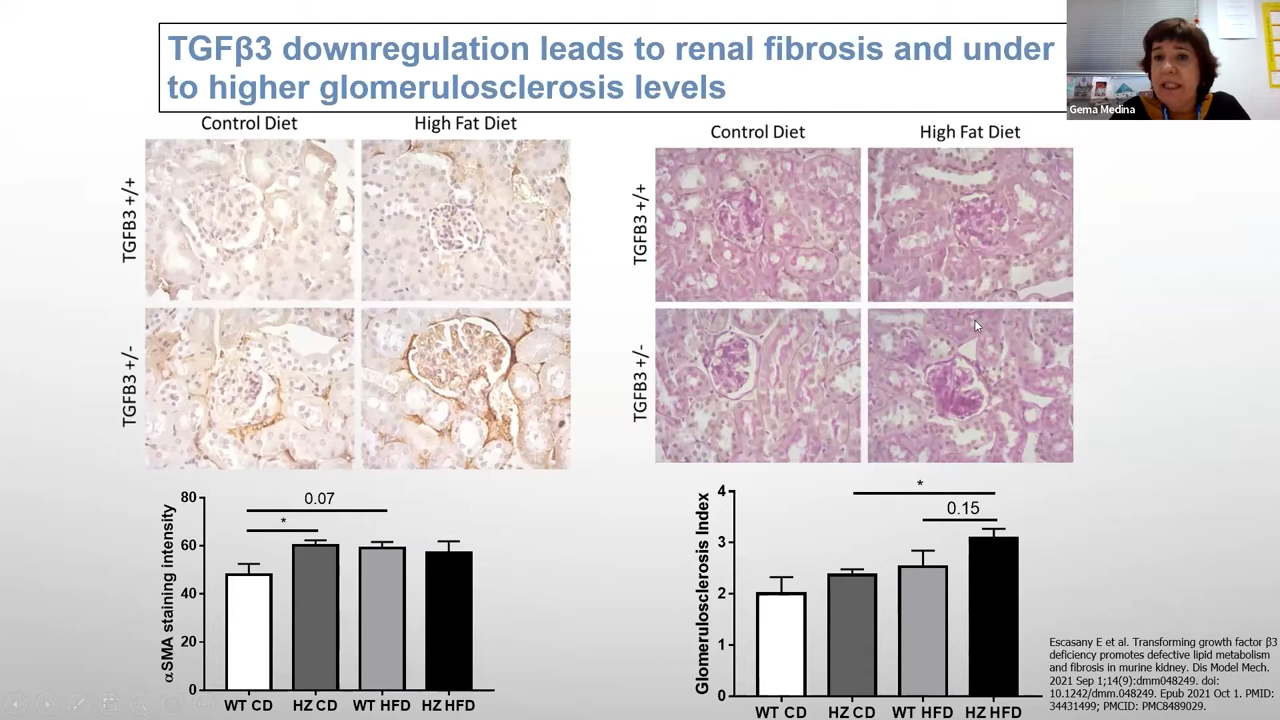 TGFβ3 downregulation leads to renal fibrosis and under
to higher glomerulosclerosis levels
Gema Medina
Control Diet
High Fat Diet
TGFB3 +/+
TGFB3 +/-
Control Diet
High Fat Diet
TGFB3 +/+
TGFB3 +/-
αSMA staining intensity
80
60
40
20
0
0.07
*
WT CD
HZ CD
WT HFD
HZ HFD
Glomerulosclerosis Index
4
3
2
1
0
*
0.15
WT CD
HZ CD
WT HFD
HZ HFD
Escasany E et al. Transforming growth factor β3
deficiency promotes defective lipid metabolism
and fibrosis in murine kidney. Dis Model Mech.
2021 Sep 1;14(9):dmm048249. doi:
10.1242/dmm.048249. Epub 2021 Oct 1. PMID:
34431499; PMCID: PMC8489029.